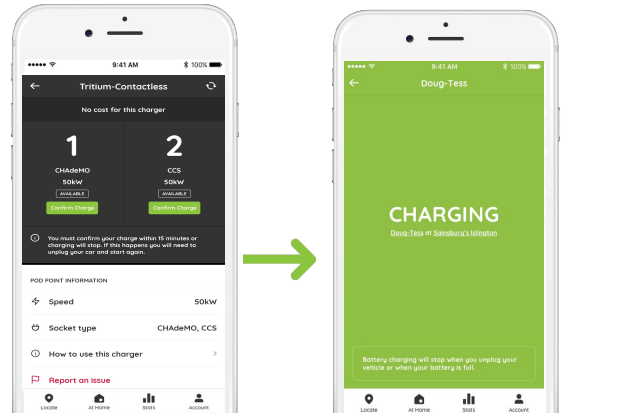 9:41 AM
100%
Tritium-Contactless
No cost for this charger
1
2
CHAdeMO
CCS
50kW
50kW
AVAILABLE
AVAILABLE
Confirm Charge
Confirm Charge
You must confirm your charge within 15 minutes or
charging will stop. If this happens you will need to
unplug your car and start again.
POD POINT INFORMATION
Speed
50kW
Socket type
CHAdeMO, CCS
How to use this charger
Report an issue
Locate
At Home
Stats
Account
9:41 AM
100%
Doug-Tess
CHARGING
Doug-Tess at Sainsbury's Islington
Battery charging will stop when you unplug your
vehicle or when your battery is full.
Locate
At Home
Stats
Account